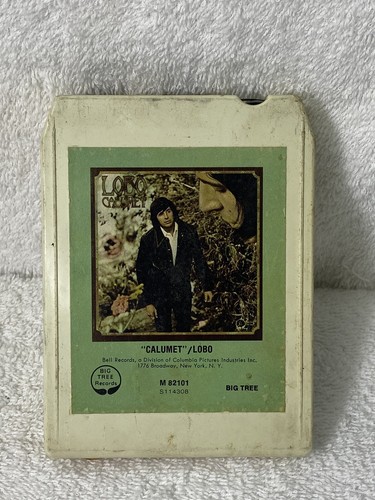 LOBO
CALUMET
"CALUMET"/LOBO
Bell Records, a Division of Columbia Pictures Industries Inc.
1776 Broadway, New York, N. Y.
BIG
TREE
Records
M 82101
S114308
BIG TREE